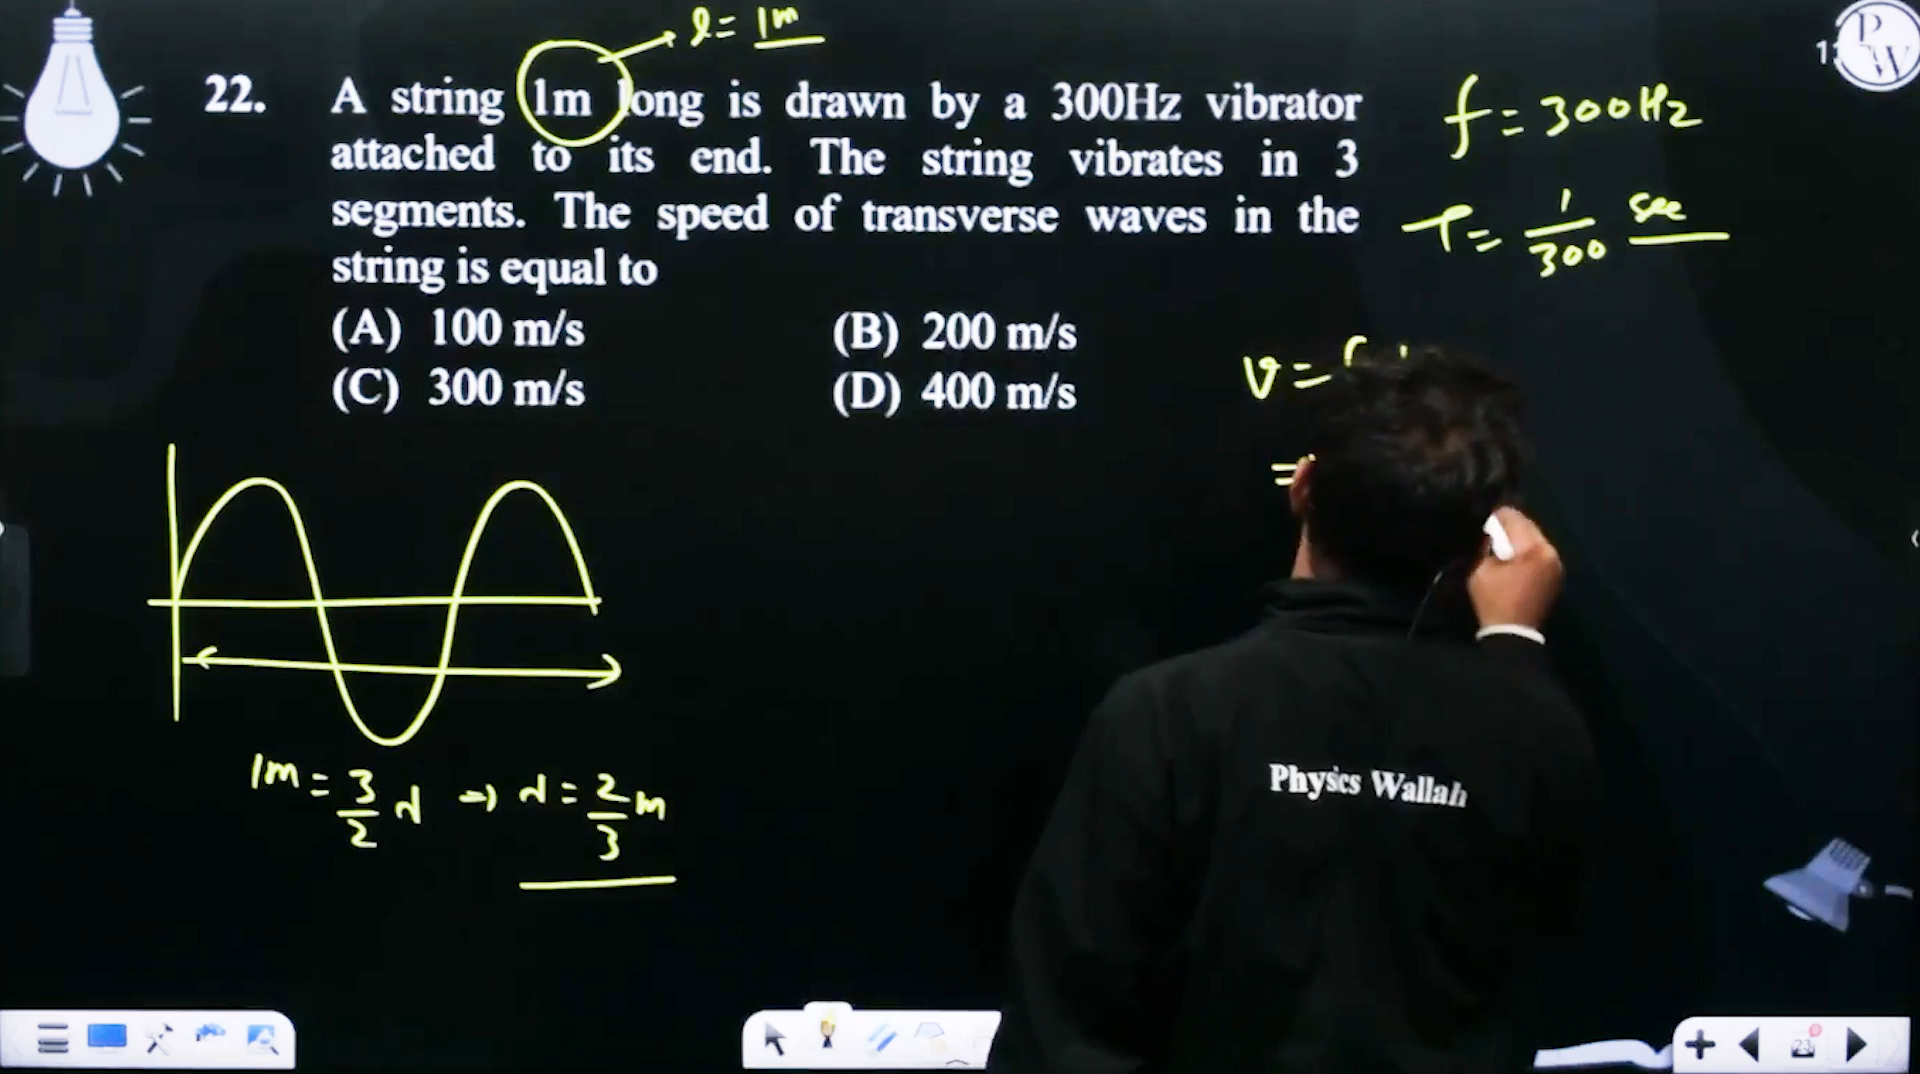 l = 1m
22. A string 1m long is drawn by a 300Hz vibrator
attached to its end. The string vibrates in 3
segments. The speed of transverse waves in the
string is equal to
(A) 100 m/s (B) 200 m/s
(C) 300 m/s (D) 400 m/s
f = 300Hz
T = 1/300 sec
v =
=
1m = 3/2 λ ⇒ λ = 2/3 m
Physics Wallah
P
W
23